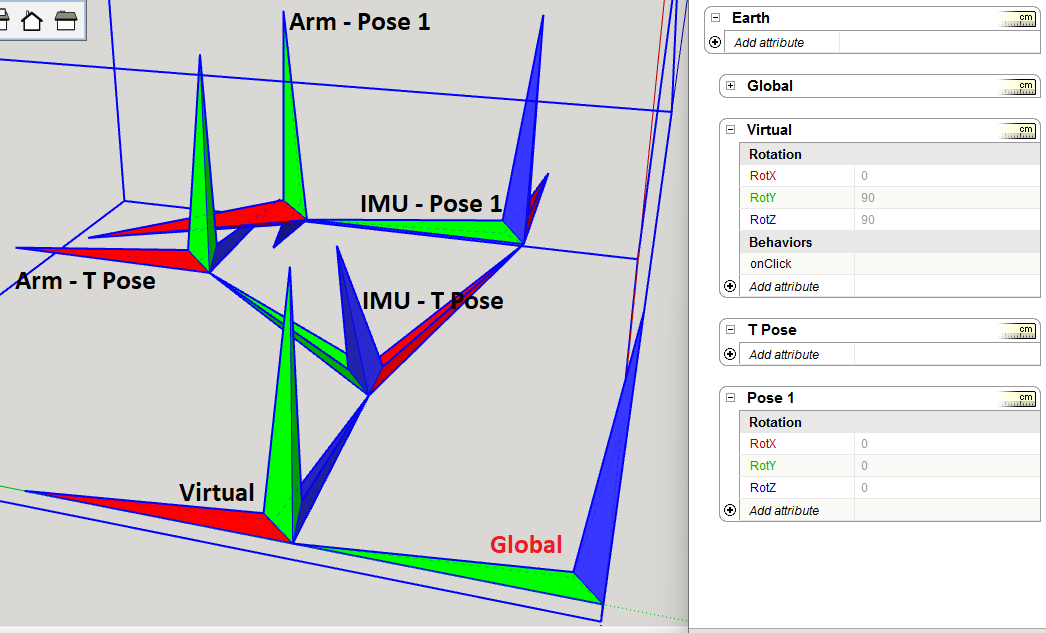 Arm - Pose 1
IMU - Pose 1
Arm - T Pose
IMU - T Pose
Virtual
Global
Earth
cm
Add attribute
Global
cm
Virtual
cm
Rotation
RotX 0
RotY 90
RotZ 90
Behaviors
onClick
Add attribute
T Pose
cm
Add attribute
Pose 1
cm
Rotation
RotX 0
RotY 0
RotZ 0
Add attribute